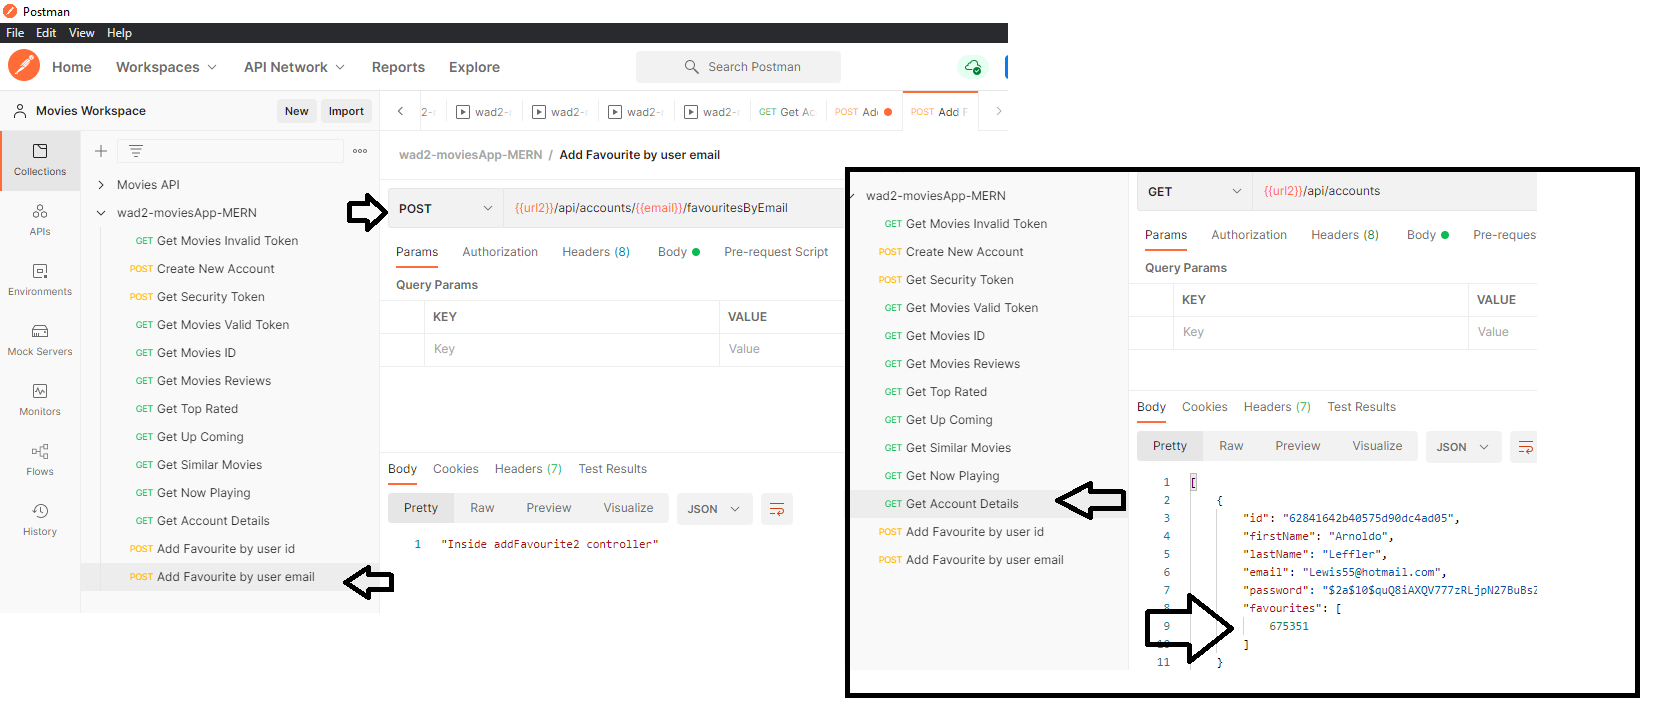 Postman
File Edit View Help
Home Workspaces API Network Reports Explore Search Postman
Movies Workspace New Import
2-r wad2-r wad2-r wad2-r wad2-r GET Get Ac POST Ad POST Add F
Collections
APIs
Environments
Mock Servers
Monitors
Flows
History
Movies API
wad2-moviesApp-MERN
GET Get Movies Invalid Token
POST Create New Account
POST Get Security Token
GET Get Movies Valid Token
GET Get Movies ID
GET Get Movies Reviews
GET Get Top Rated
GET Get Up Coming
GET Get Similar Movies
GET Get Now Playing
GET Get Account Details
POST Add Favourite by user id
POST Add Favourite by user email
wad2-moviesApp-MERN / Add Favourite by user email
POST {{url2}}/api/accounts/{{email}}/favouritesByEmail
Params Authorization Headers (8) Body Pre-request Script
Query Params
KEY VALUE
Key Value
Body Cookies Headers (7) Test Results
Pretty Raw Preview Visualize JSON
1 "Inside addFavourite2 controller"
wad2-moviesApp-MERN
GET Get Movies Invalid Token
POST Create New Account
POST Get Security Token
GET Get Movies Valid Token
GET Get Movies ID
GET Get Movies Reviews
GET Get Top Rated
GET Get Up Coming
GET Get Similar Movies
GET Get Now Playing
GET Get Account Details
POST Add Favourite by user id
POST Add Favourite by user email
GET {{url2}}/api/accounts
Params Authorization Headers (8) Body Pre-reques
Query Params
KEY VALUE
Key Value
Body Cookies Headers (7) Test Results
Pretty Raw Preview Visualize JSON
1 [
2 {
3 "id": "62841642b40575d90dc4ad05",
4 "firstName": "Arnoldo",
5 "lastName": "Leffler",
6 "email": "Lewis55@hotmail.com",
7 "password": "$2a$10$quQ8iAXQV777zRLjpN27BuBsZ
8 "favourites": [
9 675351
10 ]
11 }